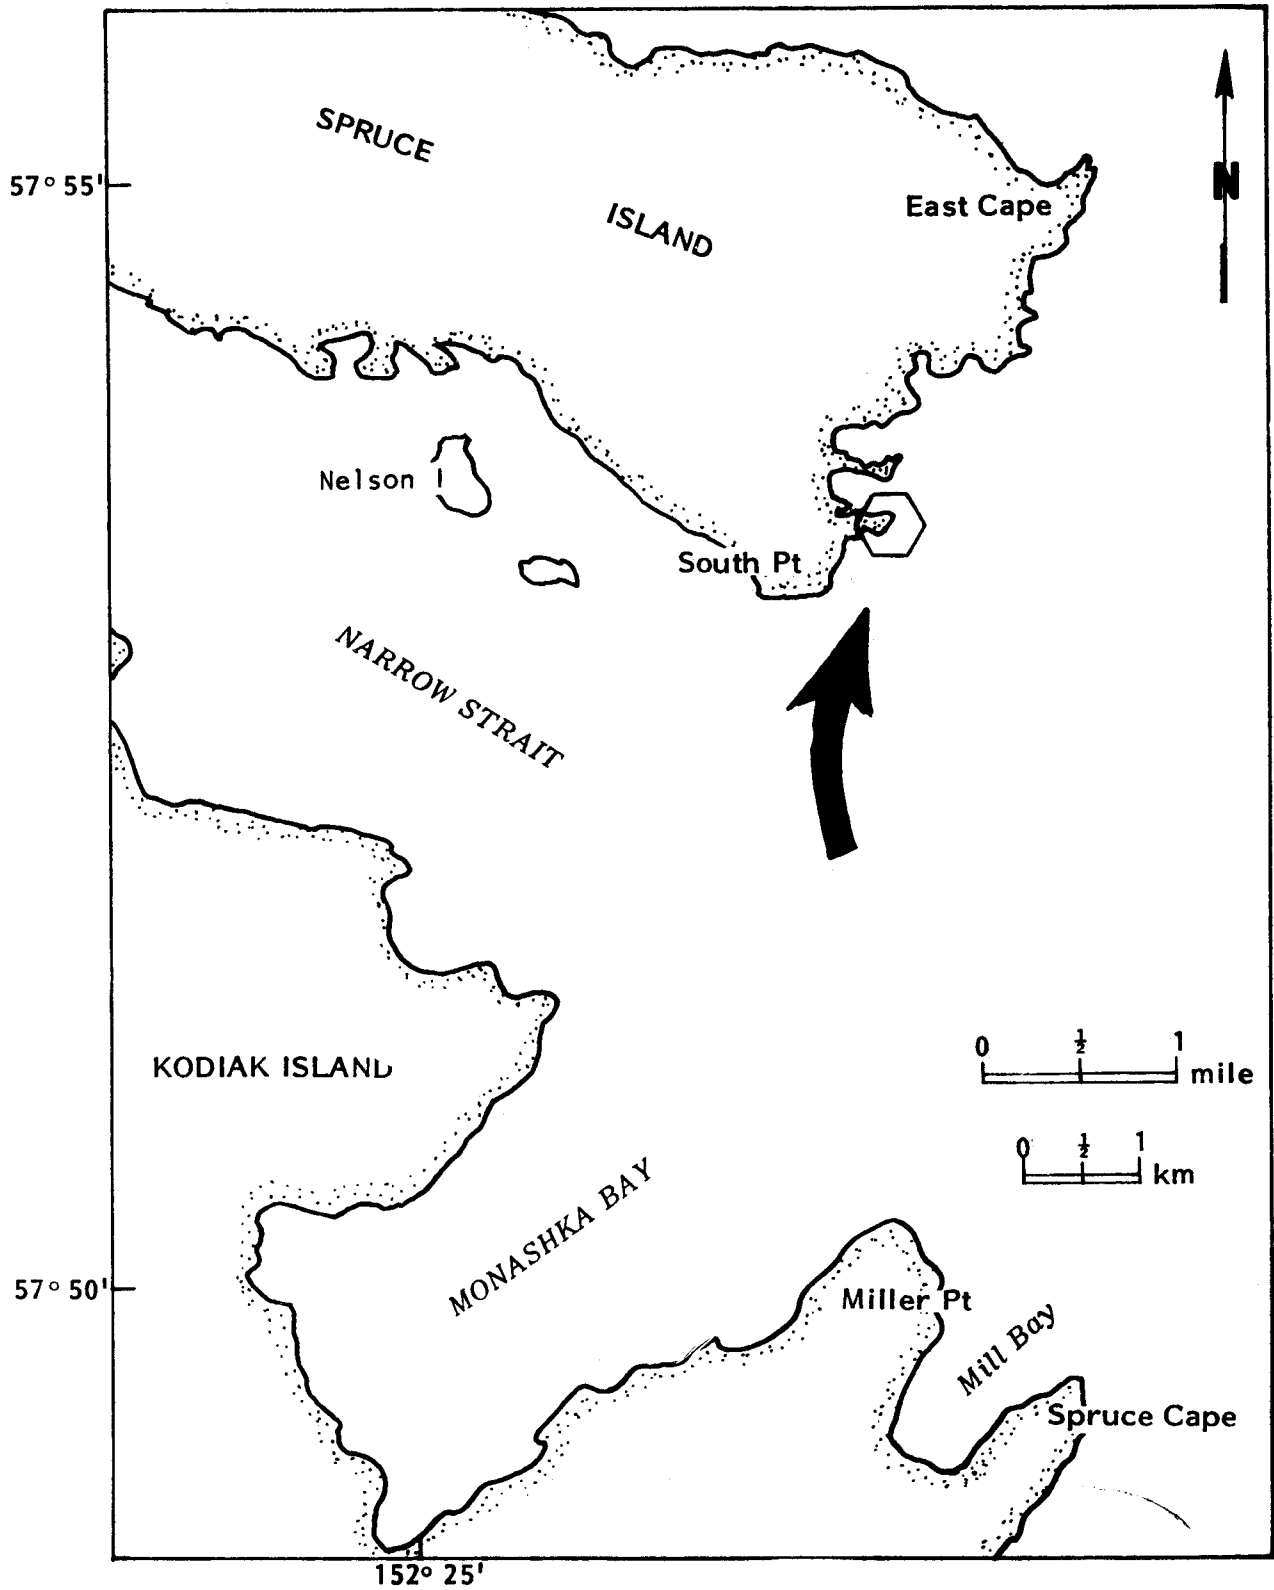 SPRUCE
57° 55'
N
East Cape
ISLAND
Nelson I
South Pt
NARROW STRAIT
0 ½ 1
mile
KODIAK ISLAND
0 ½ 1
km
MONASHKA BAY
57° 50'
Miller Pt
Mill Bay
Spruce Cape
152° 25'